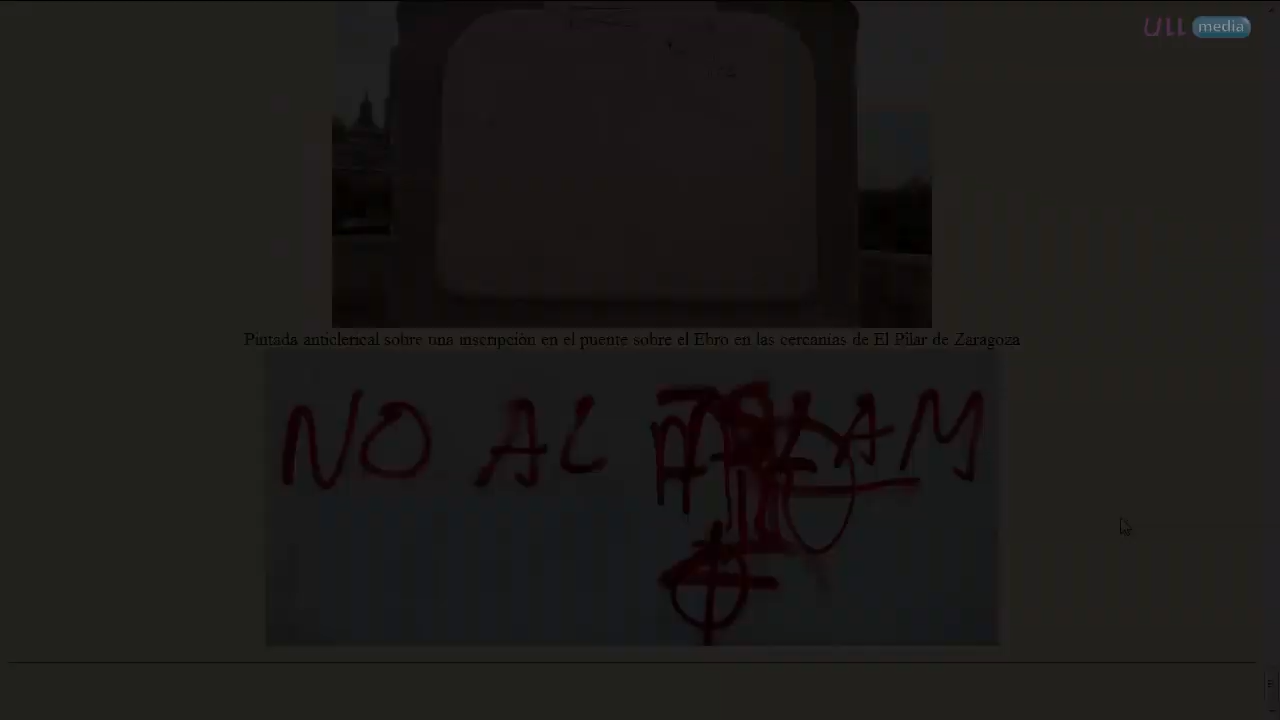 ULL media
Pintada anticlerical sobre una inscripción en el puente sobre el Ebro en las cercanías de El Pilar de Zaragoza
NO AL ISLAM